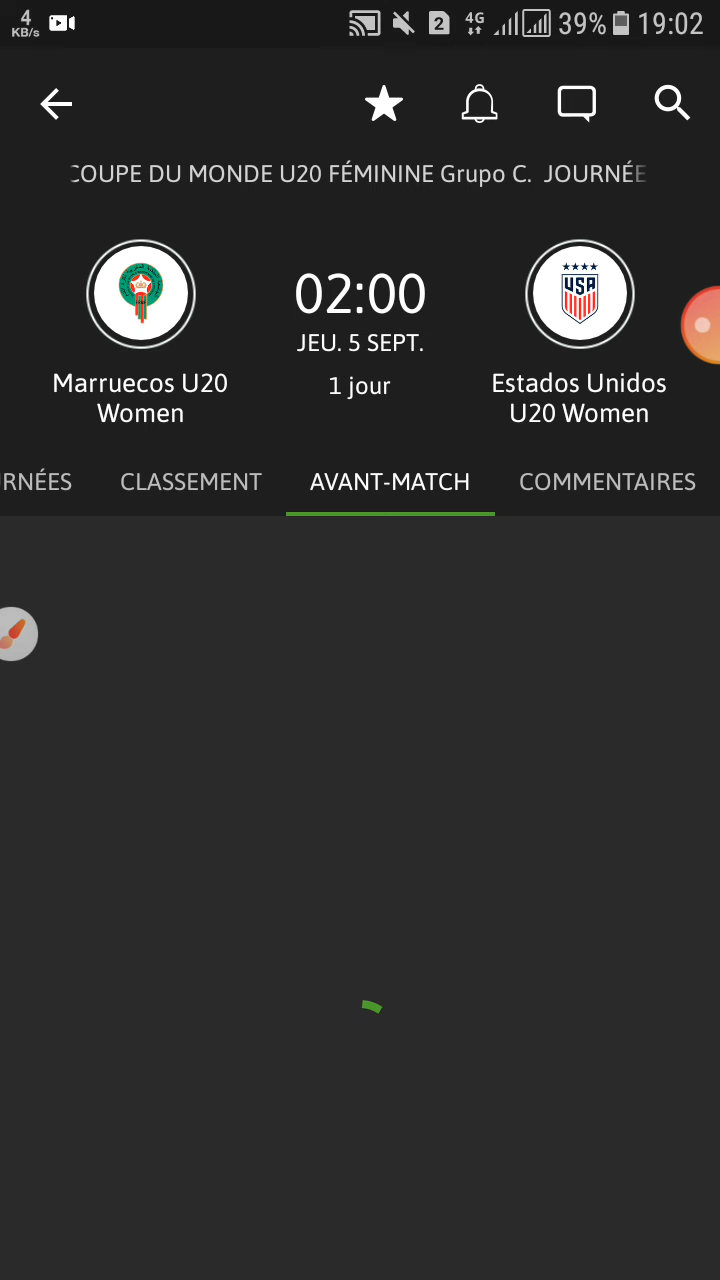 4
KB/s
2
4G
39%
19:02
COUPE DU MONDE U20 FÉMININE Grupo C. JOURNÉE
02:00
JEU. 5 SEPT.
1 jour
Marruecos U20
Women
USA
Estados Unidos
U20 Women
RNÉES
CLASSEMENT
AVANT-MATCH
COMMENTAIRES